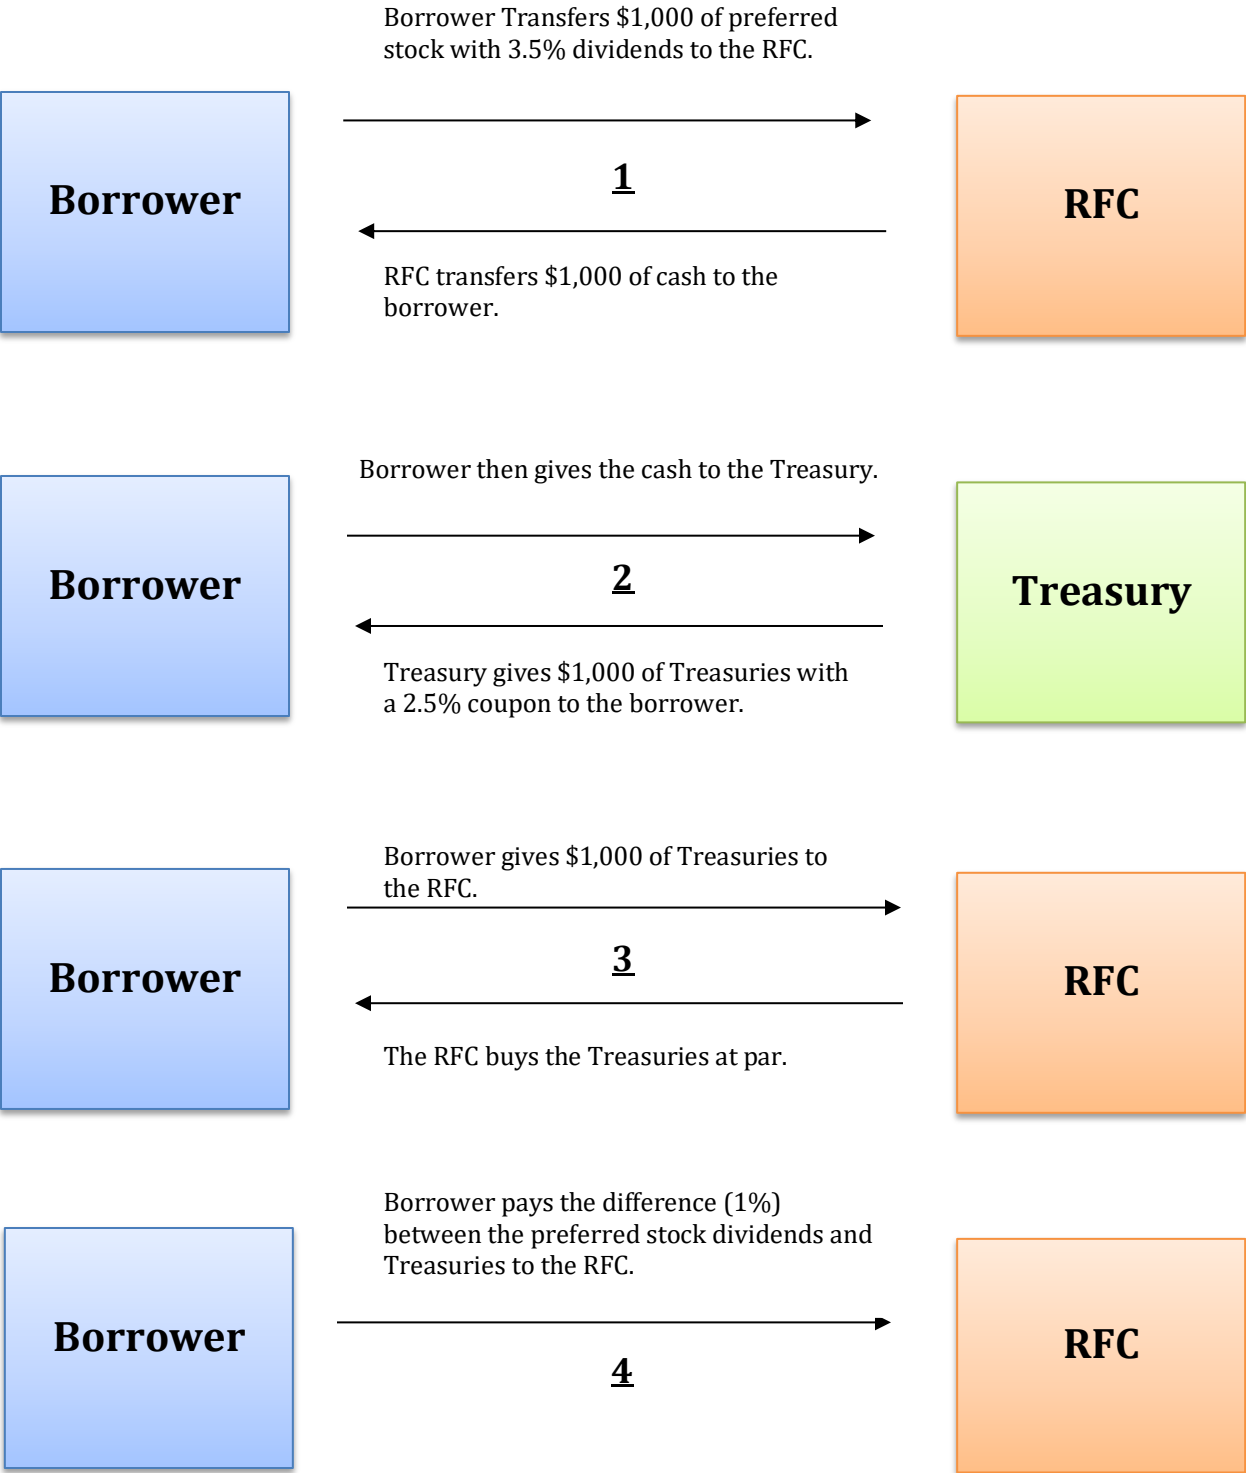 Borrower Transfers $1,000 of preferred
stock with 3.5% dividends to the RFC.
Borrower
1
RFC
RFC transfers $1,000 of cash to the
borrower.
Borrower then gives the cash to the Treasury.
Borrower
2
Treasury
Treasury gives $1,000 of Treasuries with
a 2.5% coupon to the borrower.
Borrower gives $1,000 of Treasuries to
the RFC.
Borrower
3
RFC
The RFC buys the Treasuries at par.
Borrower pays the difference (1%)
between the preferred stock dividends and
Treasuries to the RFC.
Borrower
4
RFC